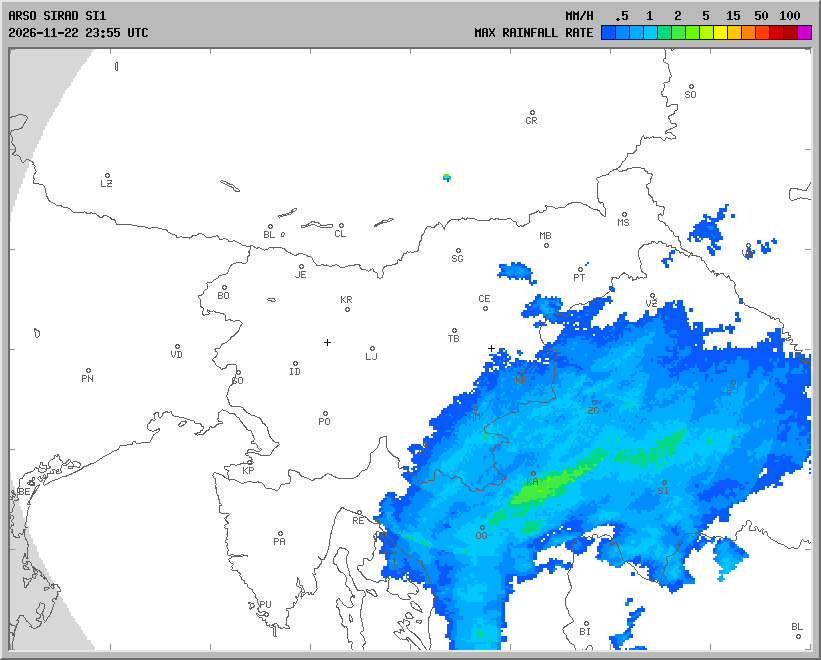 ARSO SIRAD SI1
2026-11-22 23:55 UTC
MM/H .5 1 2 5 15 50 100
MAX RAINFALL RATE
SO
GR
LZ
MS
BL
CL
MB
SG
JE
PT
BO
KR
CE
VZ
TB
VD
LJ
ID
PN
GO
KK
ZG
PO
KP
KA
BE
SI
RE
OG
PA
PU
BI
BL